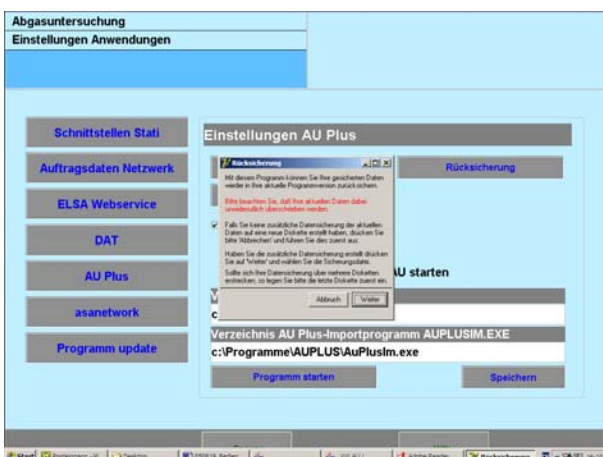 Abgasuntersuchung
Einstellungen Anwendungen
Schnittstellen Stati
Auftragsdaten Netzwerk
ELSA Webservice
DAT
AU Plus
asanetwork
Programm update
Einstellungen AU Plus
Rücksicherung
Rücksicherung
Mit diesem Programm können Sie Ihre gesicherten Daten
wieder in Ihre aktuelle Programmversion zurücksichern.
Bitte beachten Sie, daß Ihre aktuellen Daten dabei
unwiderruflich überschrieben werden.
Falls Sie keine zusätzliche Datensicherung der aktuellen
Daten auf eine neue Diskette erstellt haben, drücken Sie
bitte 'Abbrechen' und führen Sie dies zuerst aus.
Haben Sie die zusätzliche Datensicherung erstellt drücken
Sie auf 'Weiter' und wählen Sie die Sicherungsdatei.
Sollte sich Ihre Datensicherung über mehrere Disketten
erstrecken, so legen Sie bitte die letzte Diskette zuerst ein.
Abbruch
Weiter
AU starten
Verzeichnis AU Plus-Importprogramm AUPLUSIM.EXE
c:\Programme\AUPLUS\AuPlusIm.exe
Programm starten
Speichern
Start
Desktop
Adobe Reader
Rücksicherung